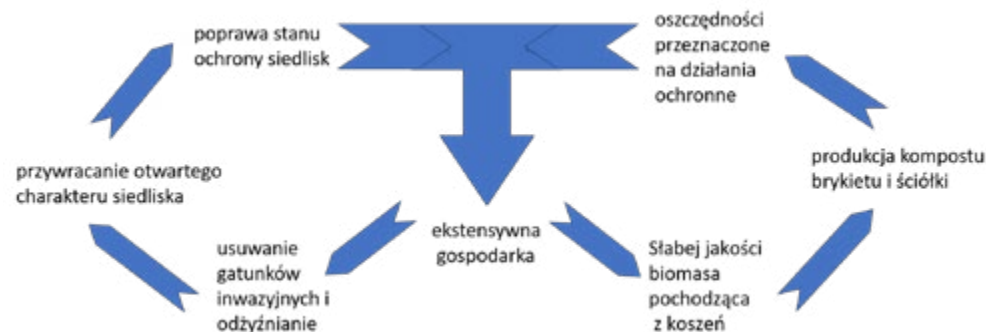 poprawa stanu
ochrony siedlisk
oszczędności
przeznaczone
na działania
ochronne
przywracanie otwartego
charakteru siedliska
produkcja kompostu
brykietu i ściółki
ekstensywna
gospodarka
usuwanie
gatunków
inwazyjnych i
odżyźnianie
Słabej jakości
biomasa
pochodząca
z koszeń